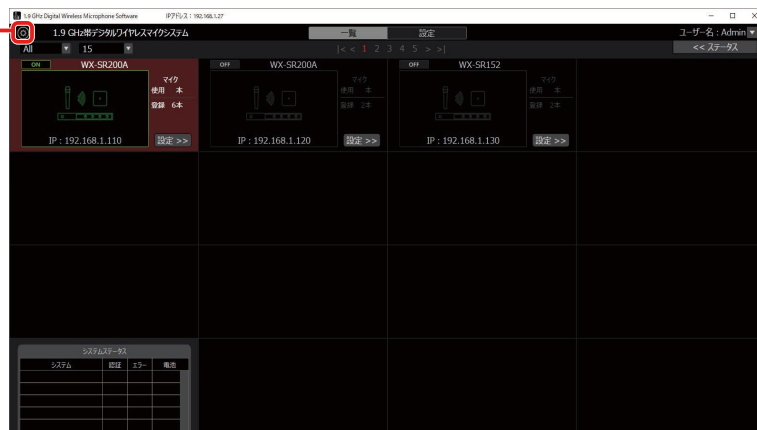 1.9 GHz Digital Wireless Microphone Software IPアドレス : 192.168.1.27
1.9 GHz帯デジタルワイヤレスマイクシステム 一覧 設定 ユーザー名 : Admin
All 15 |< < 1 2 3 4 5 > >| << ステータス
ON WX-SR200A
マイク
使用 本
登録 6本
IP : 192.168.1.110 設定 >>
OFF WX-SR200A
マイク
使用 本
登録 2本
IP : 192.168.1.120 設定 >>
OFF WX-SR152
マイク
使用 本
登録 2本
IP : 192.168.1.130 設定 >>
システムステータス
システム 認証 エラー 電池